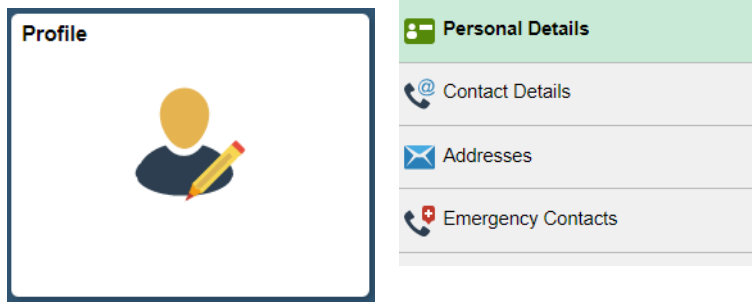 Profile
Personal Details
Contact Details
Addresses
Emergency Contacts